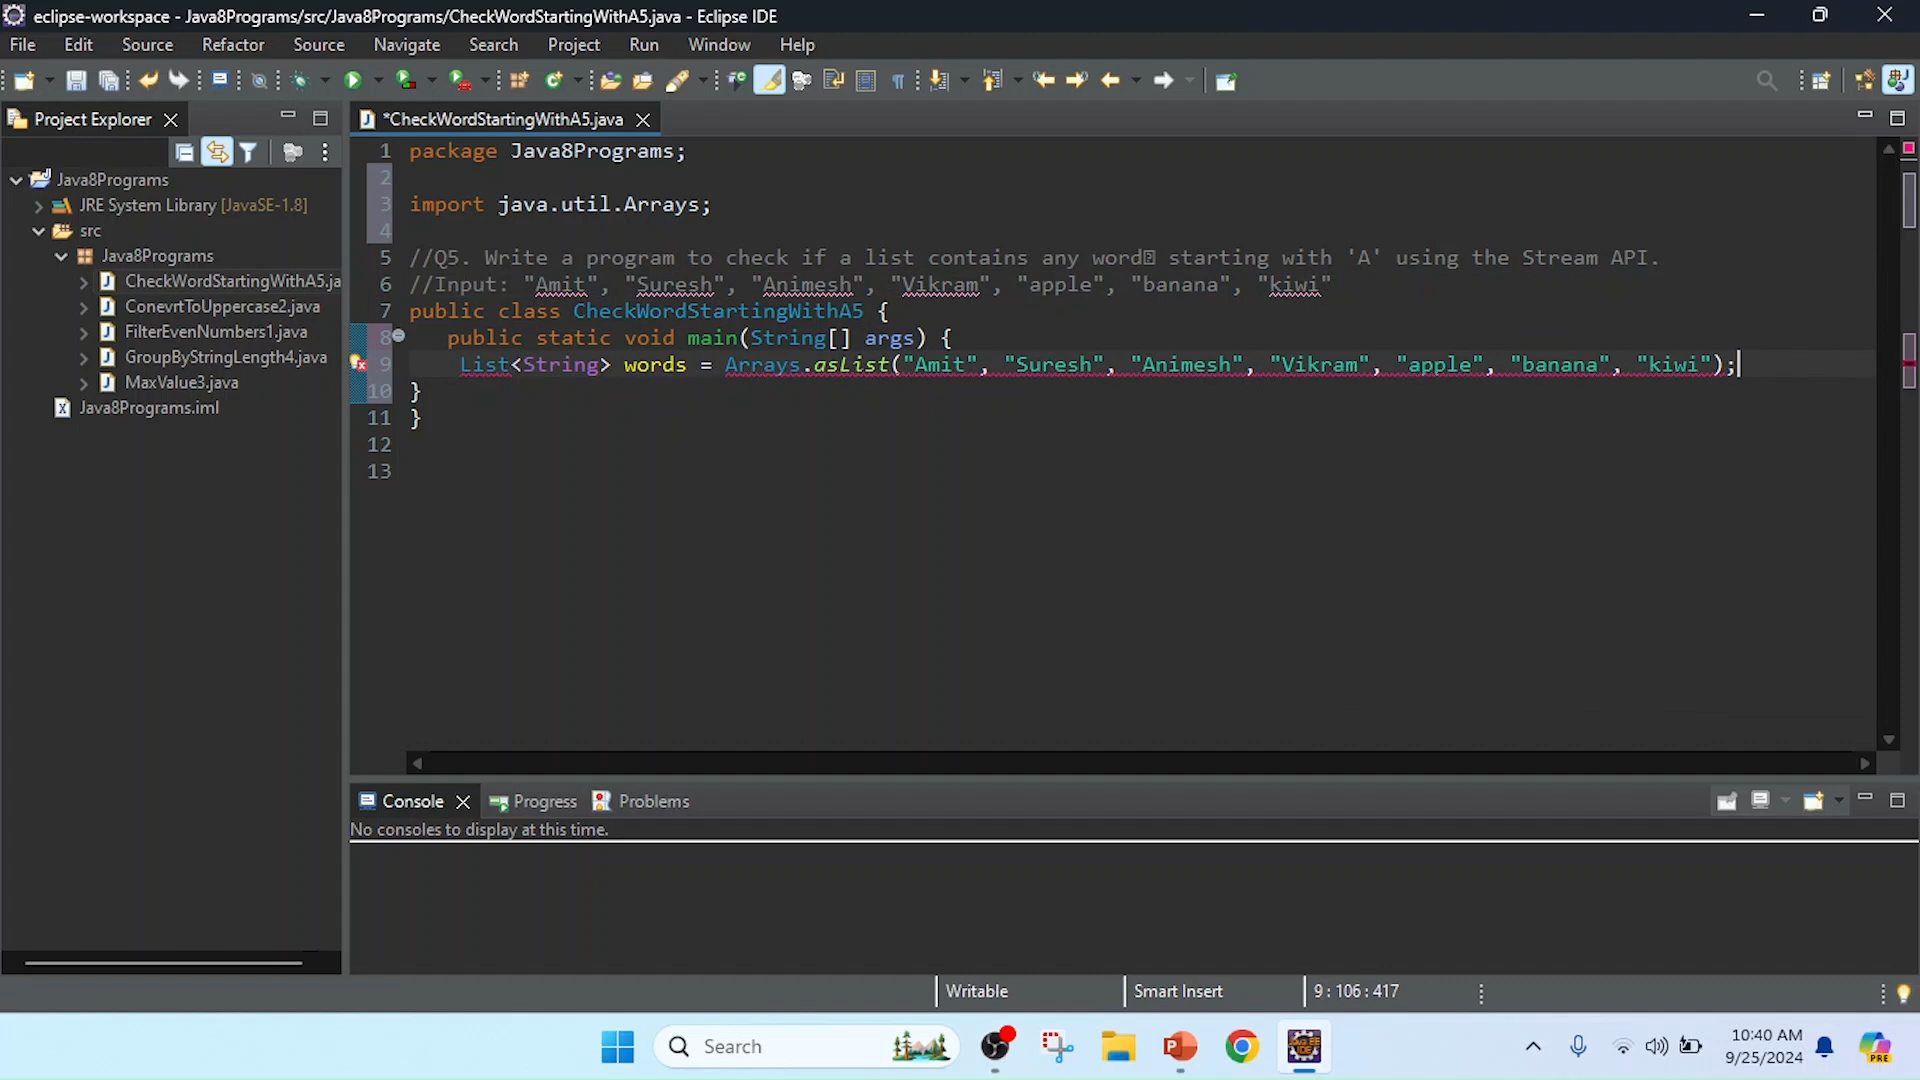 eclipse-workspace - Java8Programs/src/Java8Programs/CheckWordStartingWithA5.java - Eclipse IDE
File Edit Source Refactor Source Navigate Search Project Run Window Help
Project Explorer
*CheckWordStartingWithA5.java
Java8Programs
JRE System Library [JavaSE-1.8]
src
Java8Programs
CheckWordStartingWithA5.ja
ConevrtToUppercase2.java
FilterEvenNumbers1.java
GroupByStringLength4.java
MaxValue3.java
Java8Programs.iml
1 package Java8Programs;
2
3 import java.util.Arrays;
4
5 //Q5. Write a program to check if a list contains any word starting with 'A' using the Stream API.
6 //Input: "Amit", "Suresh", "Animesh", "Vikram", "apple", "banana", "kiwi"
7 public class CheckWordStartingWithA5 {
8 public static void main(String[] args) {
9 List<String> words = Arrays.asList("Amit", "Suresh", "Animesh", "Vikram", "apple", "banana", "kiwi");
10 }
11 }
12
13
Console Progress Problems
No consoles to display at this time.
Writable Smart Insert 9 : 106 : 417
Search
10:40 AM
9/25/2024
PRE